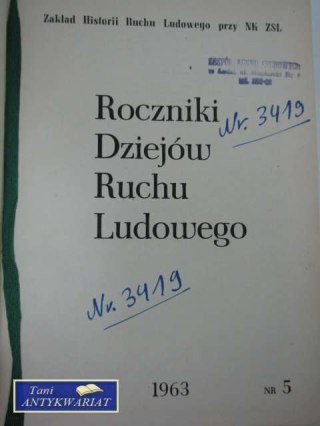 Zakład Historii Ruchu Ludowego przy NK ZSL
Roczniki
Nr. 3419
Dziejów
Ruchu
Ludowego
Nr. 3419
Tani
ANTYKWARIAT
1963
NR 5